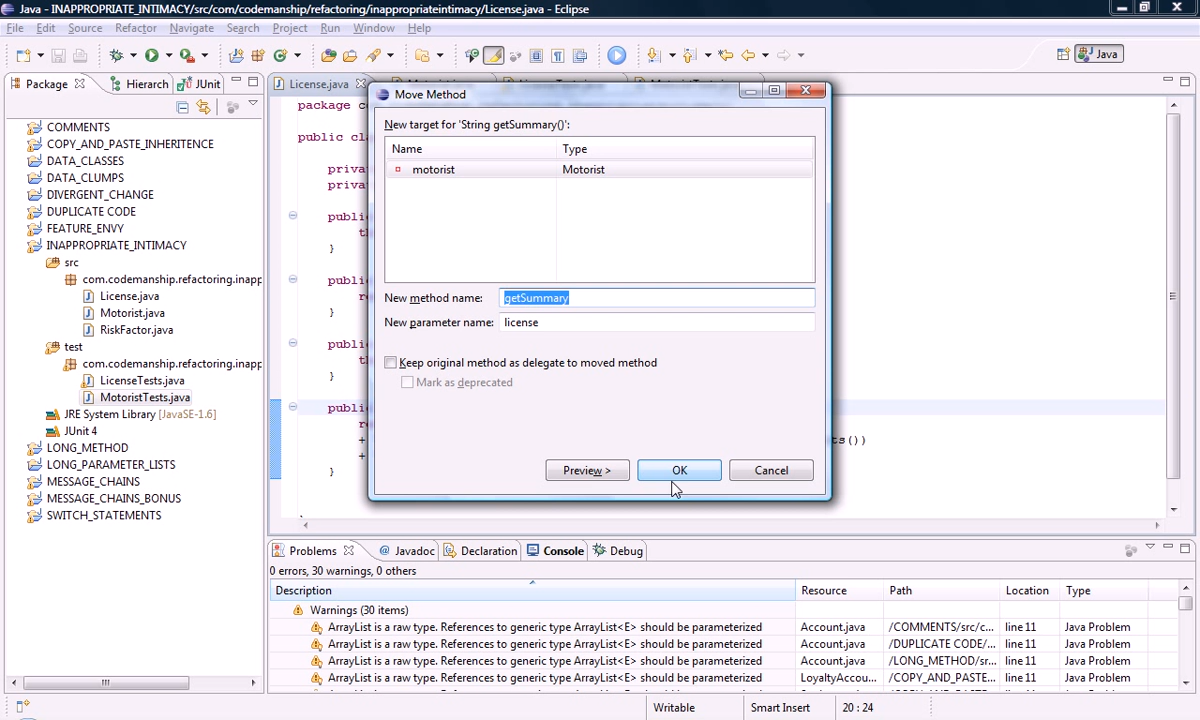 Java - INAPPROPRIATE_INTIMACY/src/com/codemanship/refactoring/inappropriateintimacy/License.java - Eclipse
File Edit Source Refactor Navigate Search Project Run Window Help
Java
Package Hierarchy JUnit
License.java
COMMENTS
COPY_AND_PASTE_INHERITENCE
DATA_CLASSES
DATA_CLUMPS
DIVERGENT_CHANGE
DUPLICATE CODE
FEATURE_ENVY
INAPPROPRIATE_INTIMACY
src
com.codemanship.refactoring.inapp
License.java
Motorist.java
RiskFactor.java
test
com.codemanship.refactoring.inapp
LicenseTests.java
MotoristTests.java
JRE System Library [JavaSE-1.6]
JUnit 4
LONG_METHOD
LONG_PARAMETER_LISTS
MESSAGE_CHAINS
MESSAGE_CHAINS_BONUS
SWITCH_STATEMENTS
package c
public cl
priva
priva
publi
th
}
publi
re
}
publi
th
}
publi
re
+ ts())
+
}
Move Method
New target for 'String getSummary()':
Name Type
motorist Motorist
New method name: getSummary
New parameter name: license
Keep original method as delegate to moved method
Mark as deprecated
Preview > OK Cancel
Problems Javadoc Declaration Console Debug
0 errors, 30 warnings, 0 others
Description Resource Path Location Type
Warnings (30 items)
ArrayList is a raw type. References to generic type ArrayList<E> should be parameterized Account.java /COMMENTS/src/c... line 11 Java Problem
ArrayList is a raw type. References to generic type ArrayList<E> should be parameterized Account.java /DUPLICATE CODE/... line 11 Java Problem
ArrayList is a raw type. References to generic type ArrayList<E> should be parameterized Account.java /LONG_METHOD/sr... line 11 Java Problem
ArrayList is a raw type. References to generic type ArrayList<E> should be parameterized LoyaltyAccou... /COPY_AND_PASTE... line 11 Java Problem
Writable Smart Insert 20 : 24